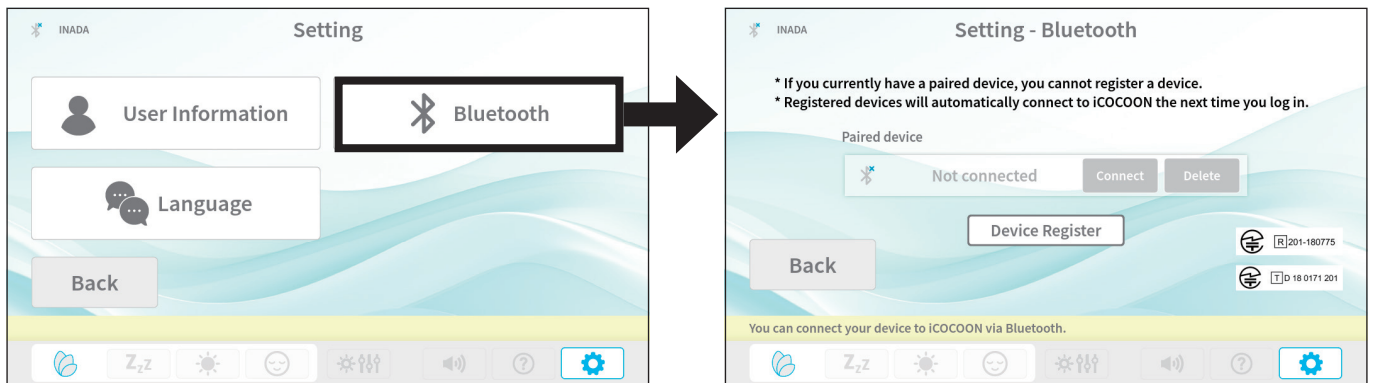 INADA
Setting
User Information
Bluetooth
Language
Back
ZzZ
?
INADA
Setting - Bluetooth
* If you currently have a paired device, you cannot register a device.
* Registered devices will automatically connect to iCOCOON the next time you log in.
Paired device
Not connected
Connect
Delete
Device Register
R 201-180775
Back
T D 18 0171 201
You can connect your device to iCOCOON via Bluetooth.
ZzZ
?